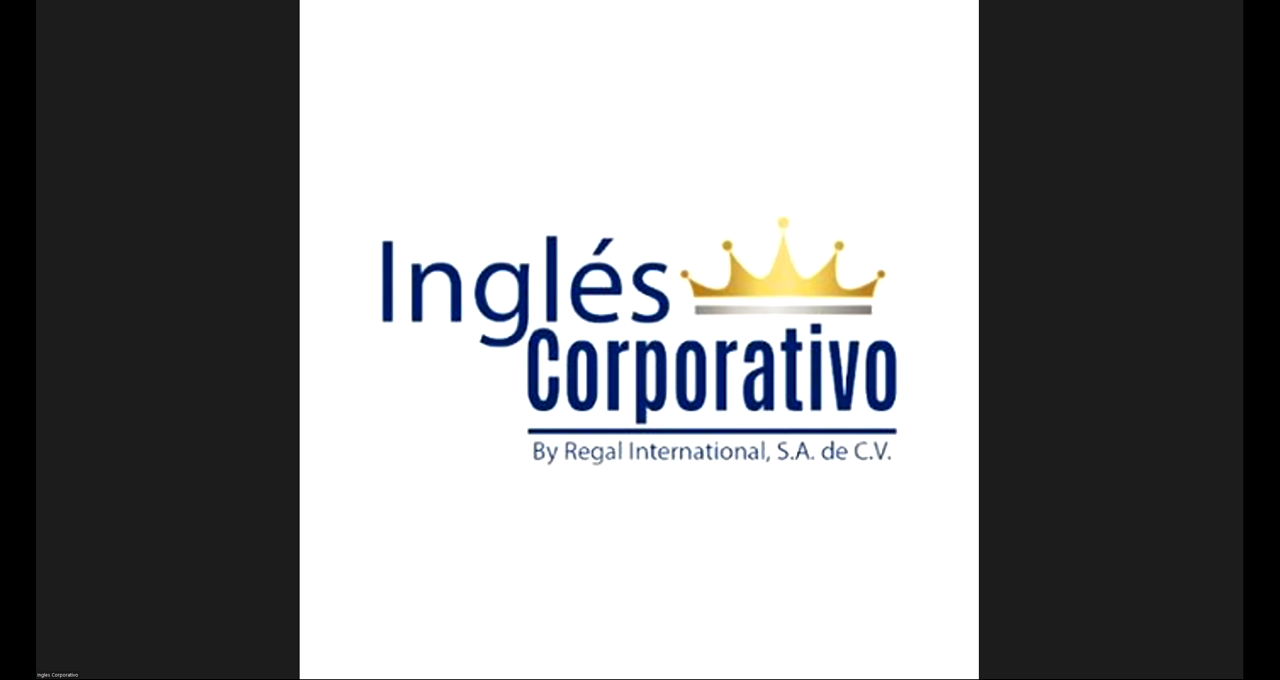 Inglés
Corporativo
By Regal International, S.A. de C.V.
Ingles Corporativo